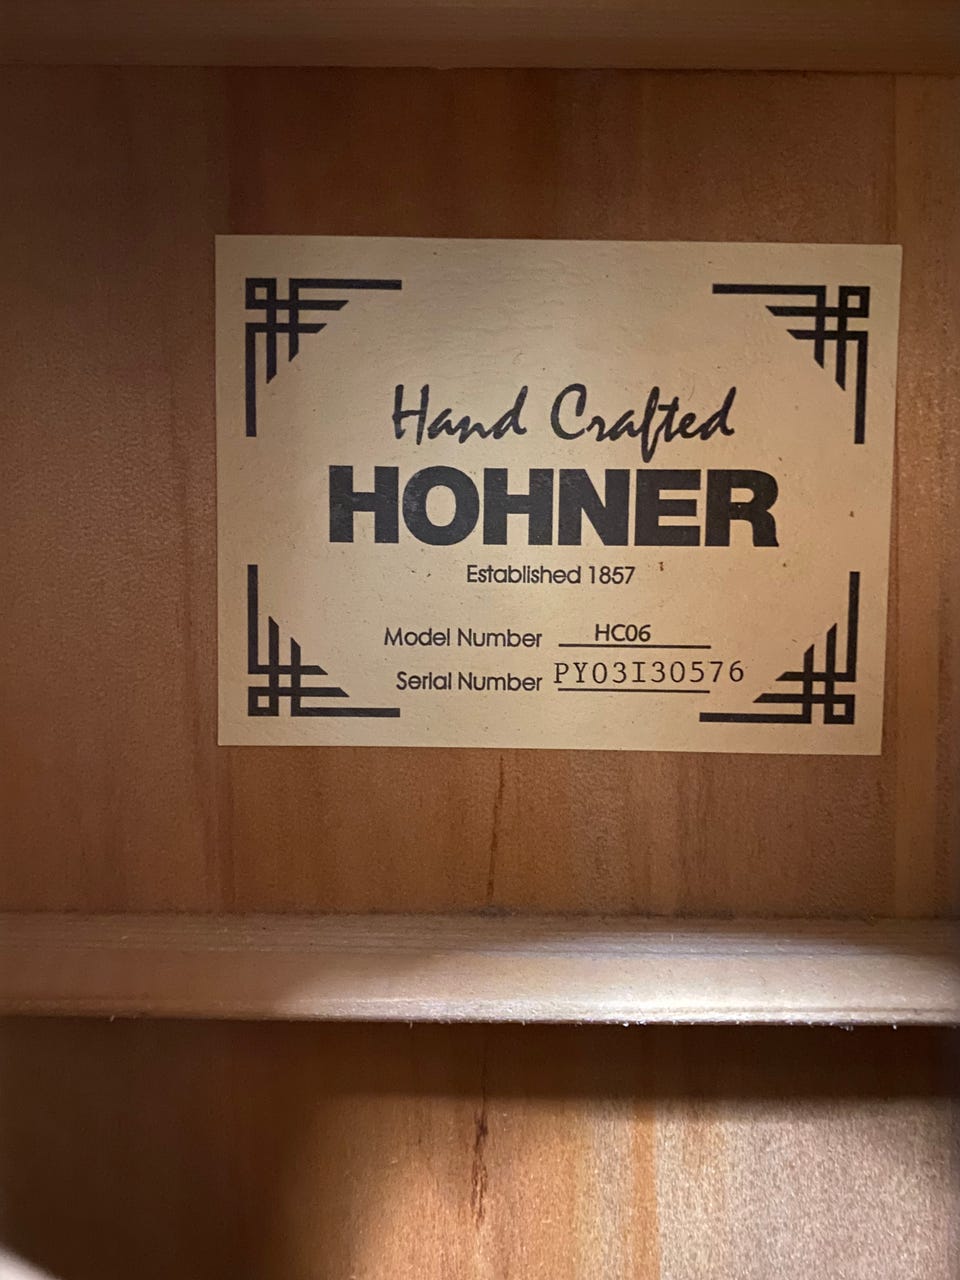 Hand Crafted
HOHNER
Established 1857
Model Number HC06
Serial Number PY03I30576